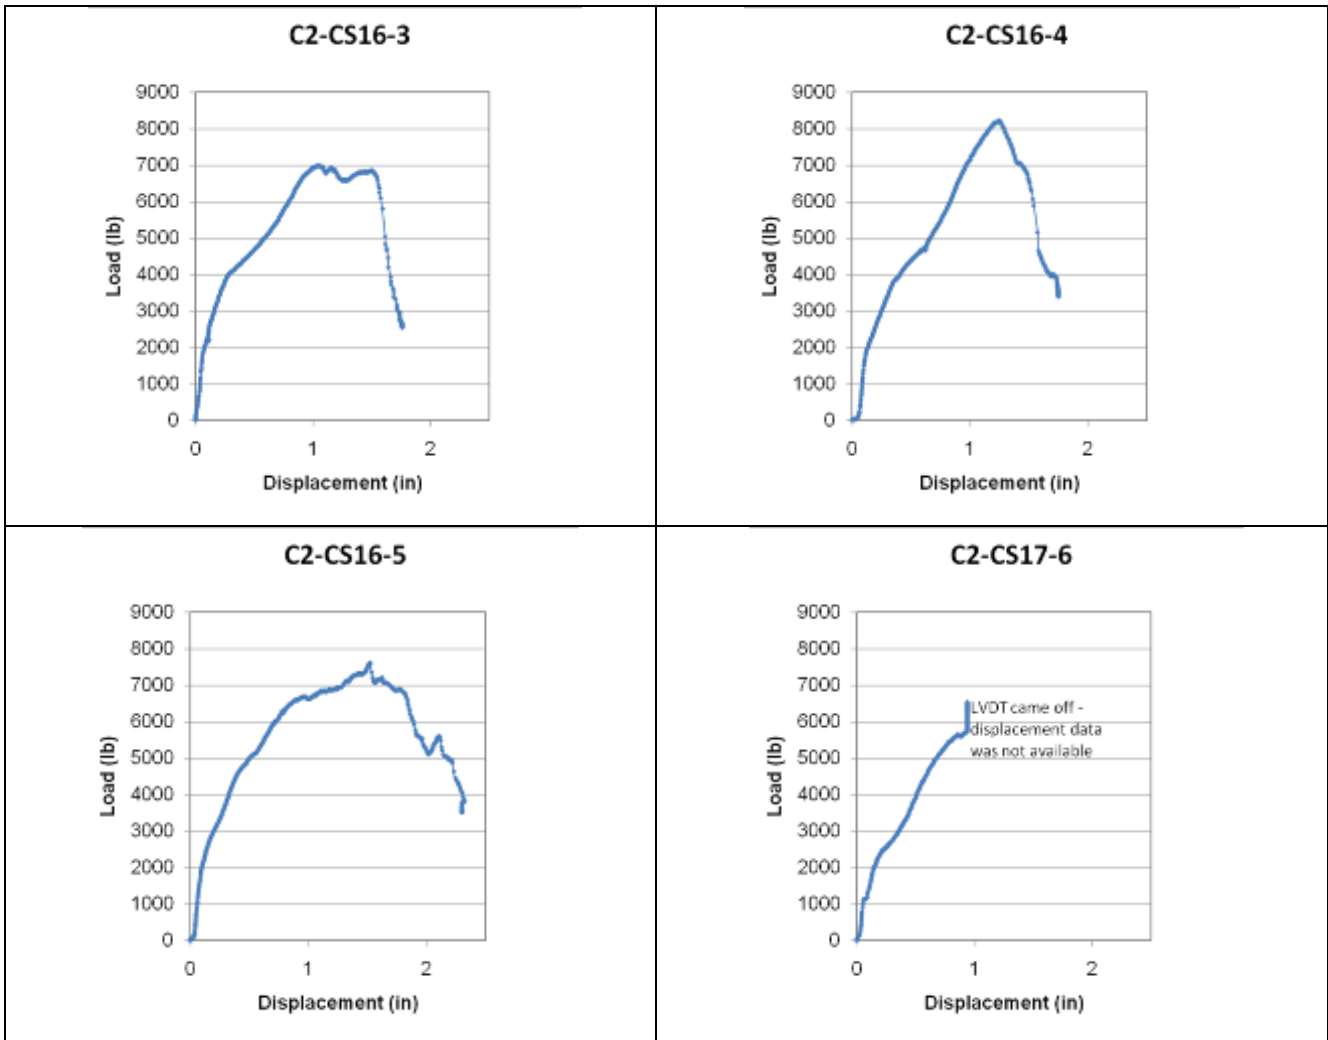 C2-CS16-3
9000
8000
7000
6000
5000
4000
3000
2000
1000
0
Load (lb)
0 1 2
Displacement (in)
C2-CS16-4
9000
8000
7000
6000
5000
4000
3000
2000
1000
0
Load (lb)
0 1 2
Displacement (in)
C2-CS16-5
9000
8000
7000
6000
5000
4000
3000
2000
1000
0
Load (lb)
0 1 2
Displacement (in)
C2-CS17-6
9000
8000
7000
6000
5000
4000
3000
2000
1000
0
Load (lb)
LVDT came off -
displacement data
was not available
0 1 2
Displacement (in)